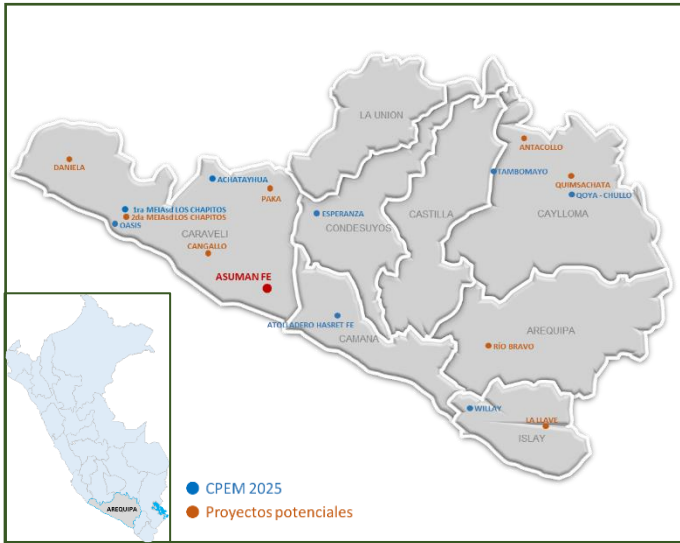 LA UNION
ANTACOLLO
DANIELA
TAMBOMAYO
ACHATAYHUA
QUIMSACHATA
PAKA
QOYA - CHULLO
CASTILLA
CAYLLOMA
1ra MEIAsd LOS CHAPITOS
2da MEIAsd LOS CHAPITOS
ESPERANZA
OASIS
CONDESUYOS
CARAVELI
CANGALLO
ASUMAN FE
ATOLLADERO HASRET FE
CAMANA
AREQUIPA
RÍO BRAVO
WILLAY
LA LLAVE
ISLAY
AREQUIPA
CPEM 2025
Proyectos potenciales